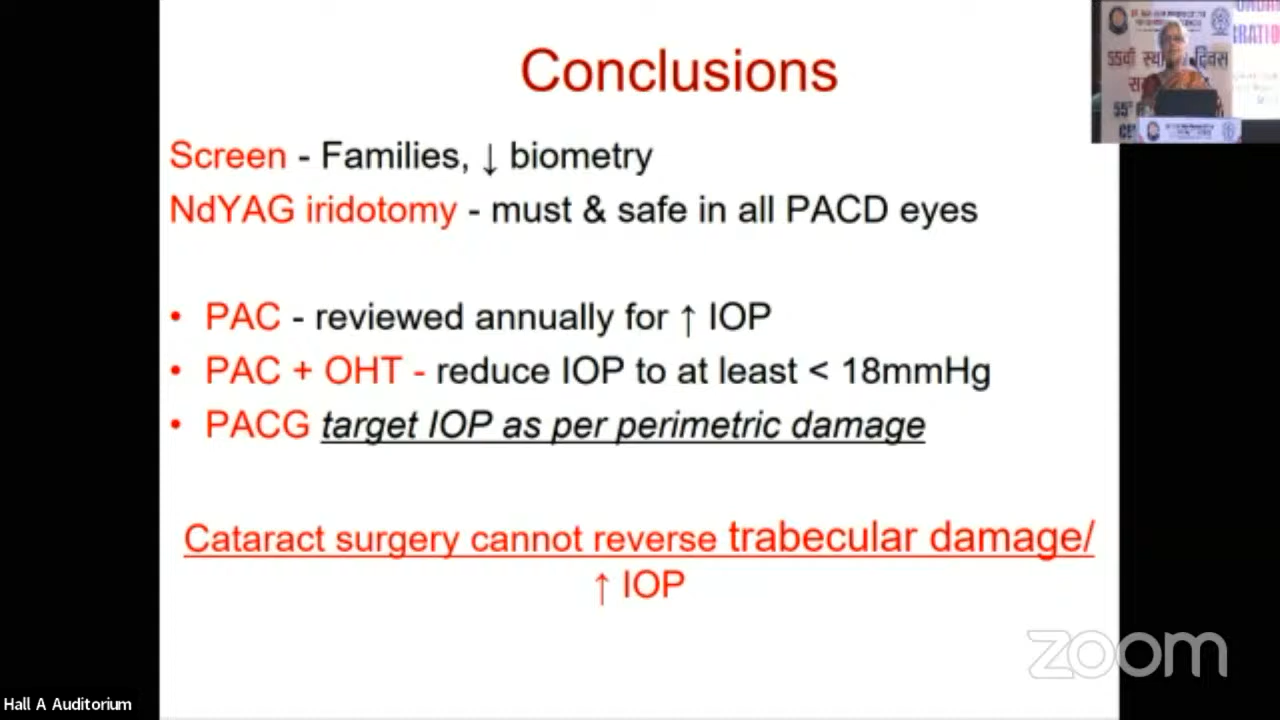 Conclusions
Screen - Families, ↓ biometry
NdYAG iridotomy - must & safe in all PACD eyes
• PAC - reviewed annually for ↑ IOP
• PAC + OHT - reduce IOP to at least < 18mmHg
• PACG target IOP as per perimetric damage
Cataract surgery cannot reverse trabecular damage/
↑ IOP
zoom
Hall A Auditorium
55वी
55